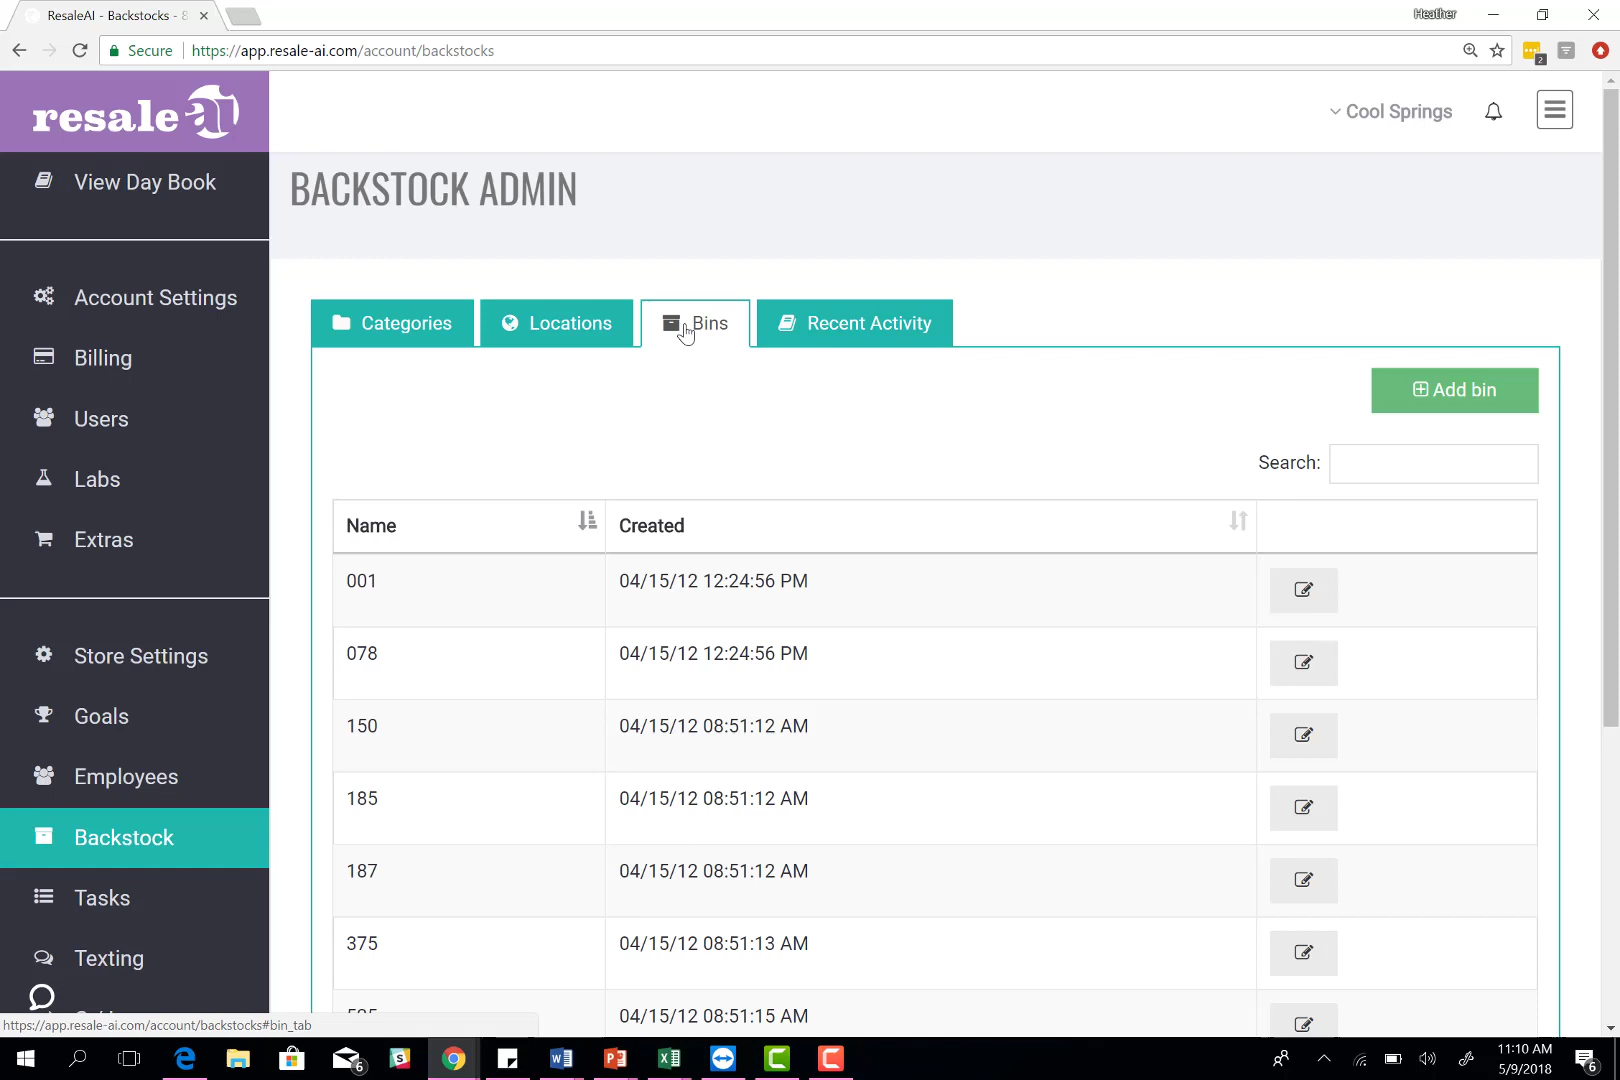 ResaleAI - Backstocks - 8
Heather
Secure
https://app.resale-ai.com/account/backstocks
2
resale ai
Cool Springs
View Day Book
BACKSTOCK ADMIN
Account Settings
Billing
Users
Labs
Extras
Store Settings
Goals
Employees
Backstock
Tasks
Texting
Categories
Locations
Bins
Recent Activity
Add bin
Search:
Name
Created
001
04/15/12 12:24:56 PM
078
04/15/12 12:24:56 PM
150
04/15/12 08:51:12 AM
185
04/15/12 08:51:12 AM
187
04/15/12 08:51:12 AM
375
04/15/12 08:51:13 AM
04/15/12 08:51:15 AM
https://app.resale-ai.com/account/backstocks#bin_tab
6
11:10 AM
5/9/2018
6